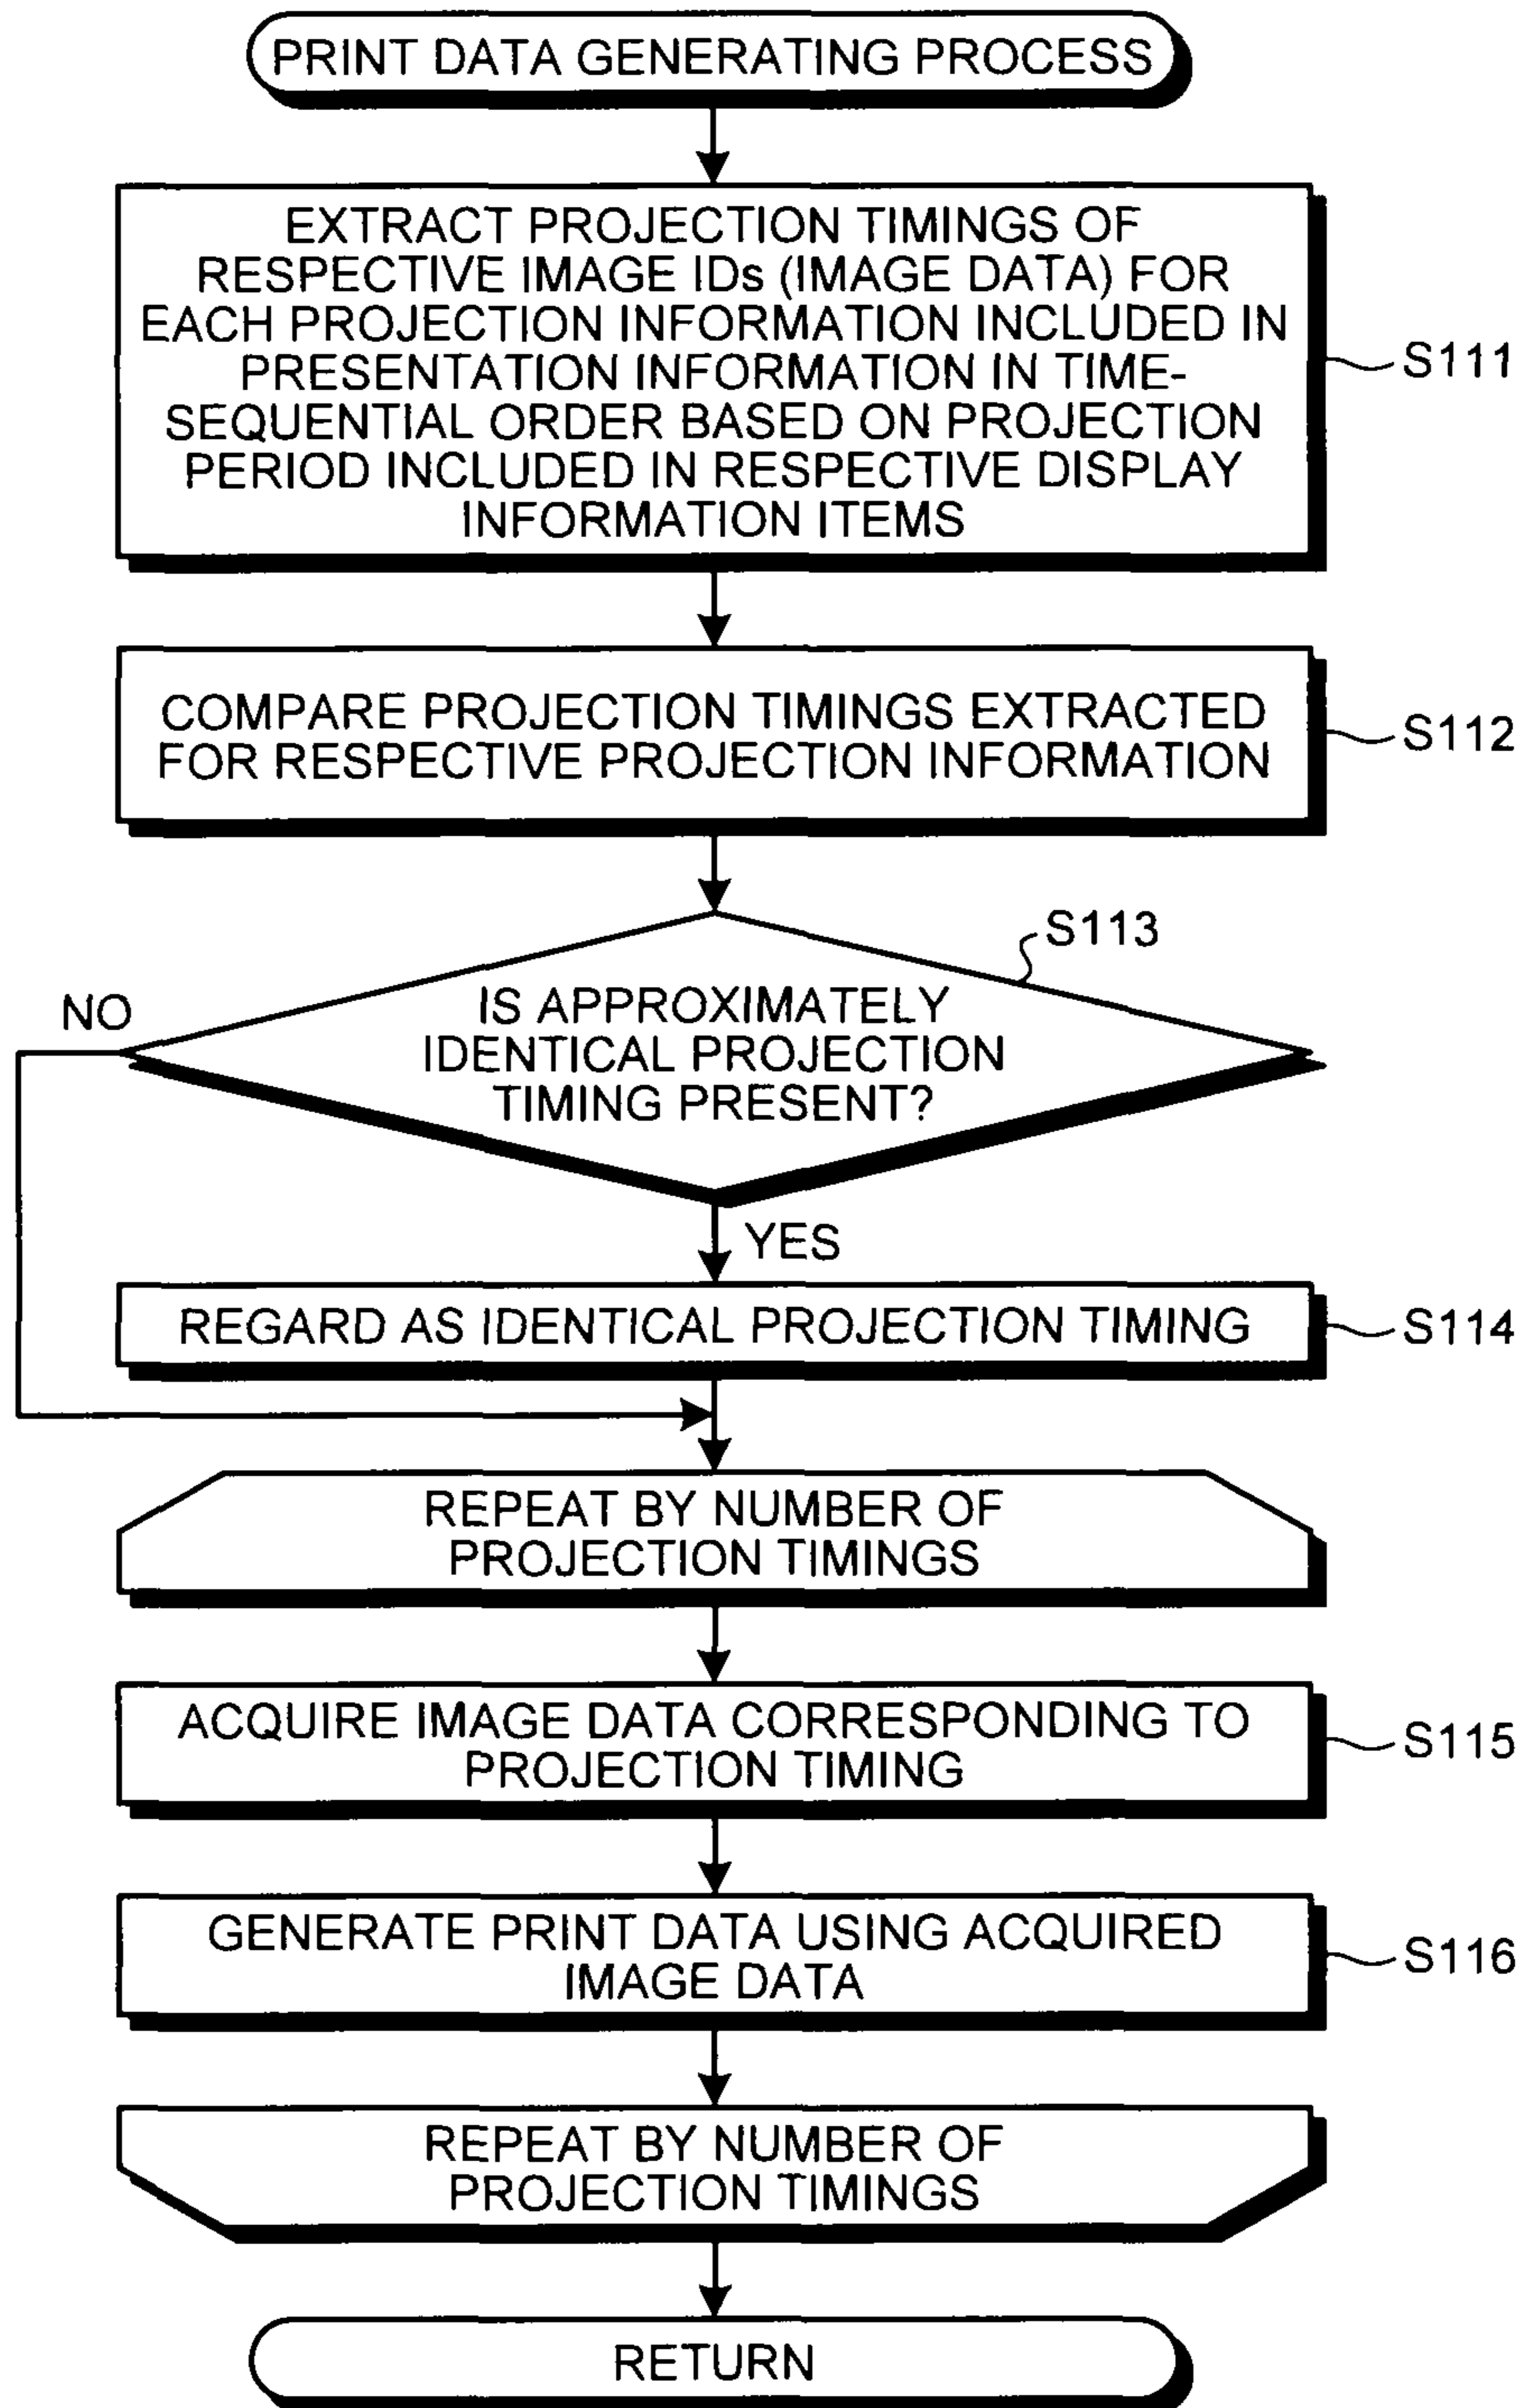 PRINT DATA GENERATING PROCESS
EXTRACT PROJECTION TIMINGS OF
RESPECTIVE IMAGE IDs (IMAGE DATA) FOR
EACH PROJECTION INFORMATION INCLUDED IN
PRESENTATION INFORMATION IN TIME-
SEQUENTIAL ORDER BASED ON PROJECTION
PERIOD INCLUDED IN RESPECTIVE DISPLAY
INFORMATION ITEMS
S111
COMPARE PROJECTION TIMINGS EXTRACTED
FOR RESPECTIVE PROJECTION INFORMATION
S112
S113
NO
IS APPROXIMATELY
IDENTICAL PROJECTION
TIMING PRESENT?
YES
REGARD AS IDENTICAL PROJECTION TIMING
S114
REPEAT BY NUMBER OF
PROJECTION TIMINGS
ACQUIRE IMAGE DATA CORRESPONDING TO
PROJECTION TIMING
S115
GENERATE PRINT DATA USING ACQUIRED
IMAGE DATA
S116
REPEAT BY NUMBER OF
PROJECTION TIMINGS
RETURN